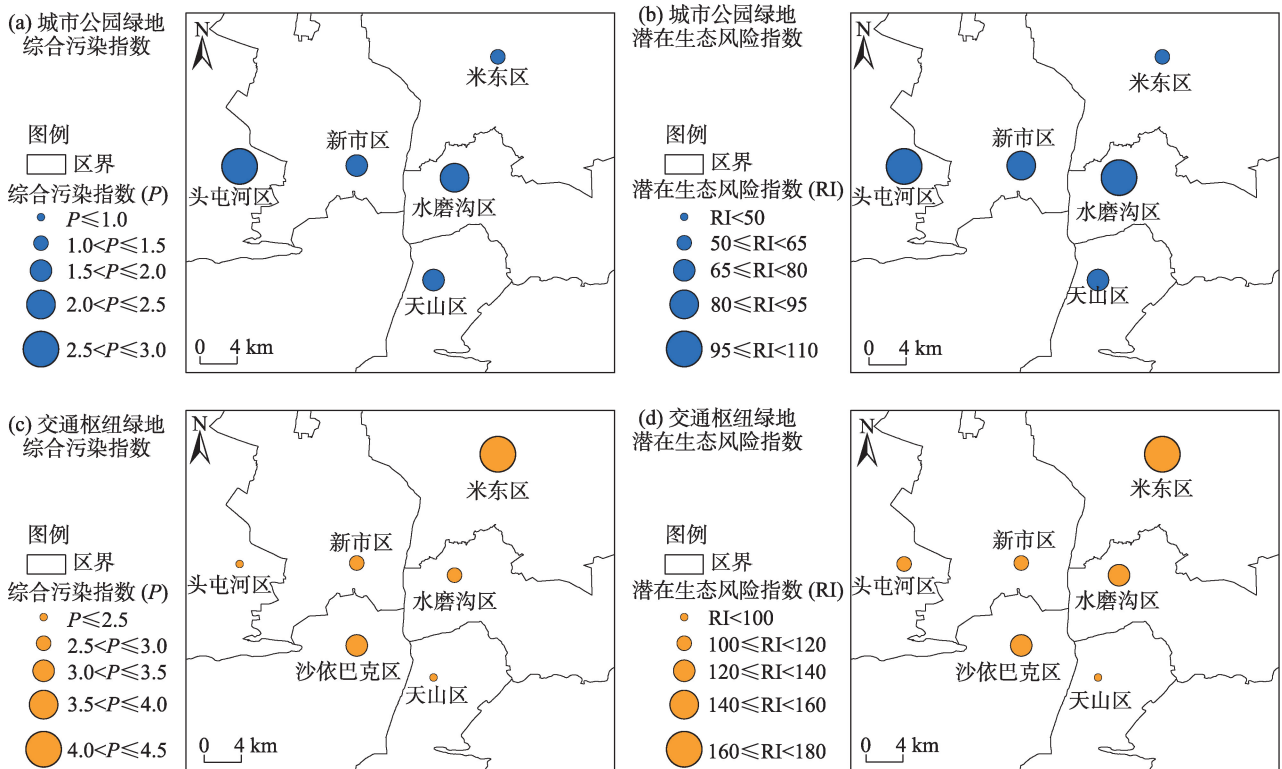 (a) 城市公园绿地
综合污染指数
N
米东区
新市区
头屯河区
水磨沟区
天山区
图例
区界
综合污染指数 (P)
P≤1.0
1.0<P≤1.5
1.5<P≤2.0
2.0<P≤2.5
2.5<P≤3.0
0 4 km
(b) 城市公园绿地
潜在生态风险指数
N
米东区
新市区
头屯河区
水磨沟区
天山区
图例
区界
潜在生态风险指数 (RI)
RI<50
50≤RI<65
65≤RI<80
80≤RI<95
95≤RI<110
0 4 km
(c) 交通枢纽绿地
综合污染指数
N
米东区
新市区
头屯河区
水磨沟区
沙依巴克区
天山区
图例
区界
综合污染指数 (P)
P≤2.5
2.5<P≤3.0
3.0<P≤3.5
3.5<P≤4.0
4.0<P≤4.5
0 4 km
(d) 交通枢纽绿地
潜在生态风险指数
N
米东区
新市区
头屯河区
水磨沟区
沙依巴克区
天山区
图例
区界
潜在生态风险指数 (RI)
RI<100
100≤RI<120
120≤RI<140
140≤RI<160
160≤RI<180
0 4 km